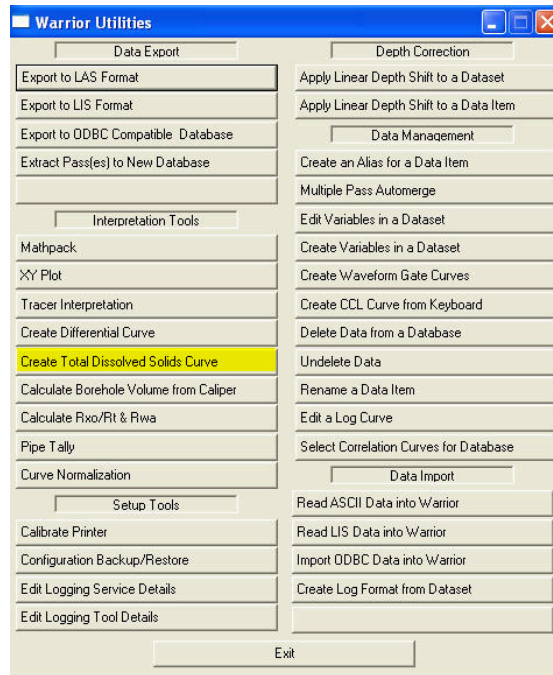 Warrior Utilities
Data Export
Export to LAS Format
Export to LIS Format
Export to ODBC Compatible Database
Extract Pass(es) to New Database
Interpretation Tools
Mathpack
XY Plot
Tracer Interpretation
Create Differential Curve
Create Total Dissolved Solids Curve
Calculate Borehole Volume from Caliper
Calculate Rxo/Rt & Rwa
Pipe Tally
Curve Normalization
Setup Tools
Calibrate Printer
Configuration Backup/Restore
Edit Logging Service Details
Edit Logging Tool Details
Depth Correction
Apply Linear Depth Shift to a Dataset
Apply Linear Depth Shift to a Data Item
Data Management
Create an Alias for a Data Item
Multiple Pass Automerge
Edit Variables in a Dataset
Create Variables in a Dataset
Create Waveform Gate Curves
Create CCL Curve from Keyboard
Delete Data from a Database
Undelete Data
Rename a Data Item
Edit a Log Curve
Select Correlation Curves for Database
Data Import
Read ASCII Data into Warrior
Read LIS Data into Warrior
Import ODBC Data into Warrior
Create Log Format from Dataset
Exit